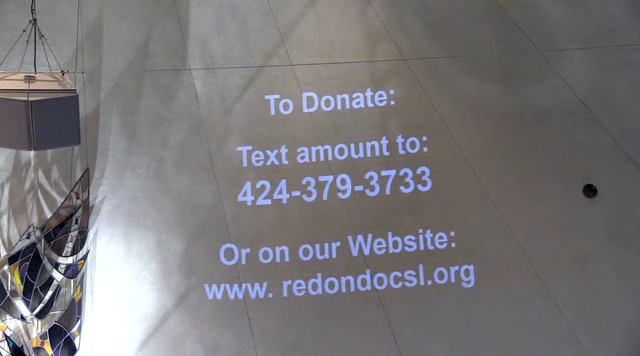 To Donate:
Text amount to:
424-379-3733
Or on our Website:
www. redondocsl.org